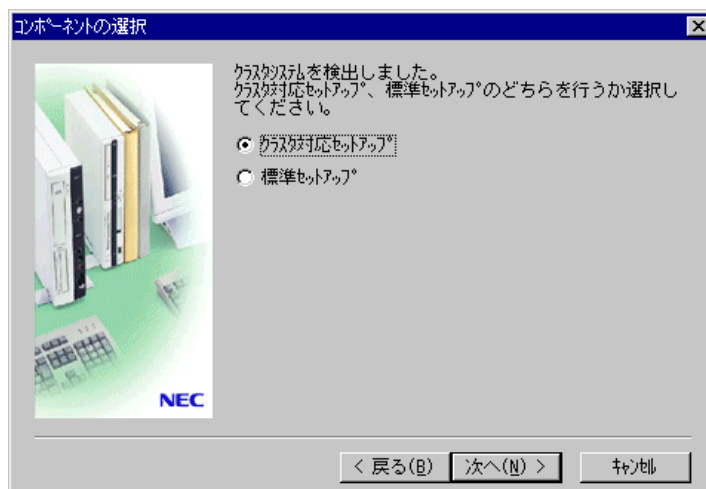 ｺﾝﾎﾟｰﾈﾝﾄの選択
ｸﾗｽﾀｼｽﾃﾑを検出しました。
ｸﾗｽﾀ対応ｾｯﾄｱｯﾌﾟ、標準ｾｯﾄｱｯﾌﾟのどちらを行うか選択し
てください。
ｸﾗｽﾀ対応ｾｯﾄｱｯﾌﾟ
標準ｾｯﾄｱｯﾌﾟ
NEC
< 戻る(B) 次へ(N) > ｷｬﾝｾﾙ